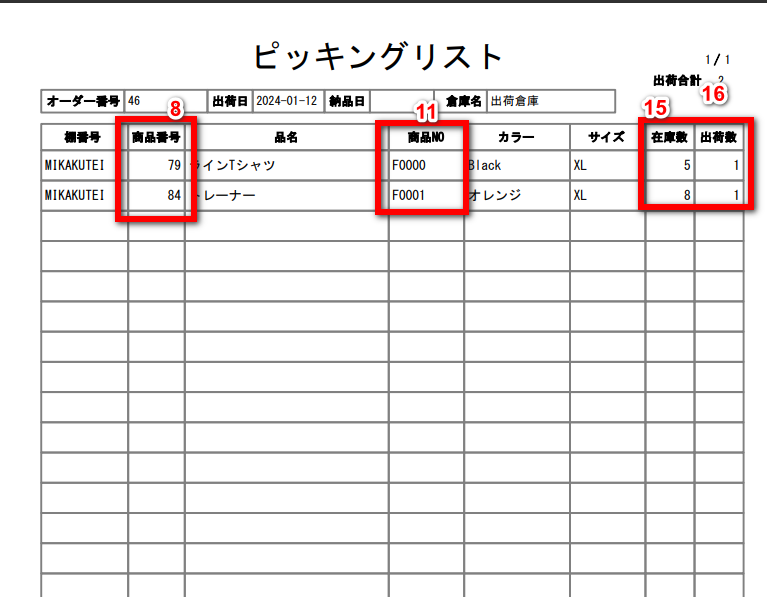 ピッキングリスト
1 / 1
出荷合計 2
16
オーダー番号 46 出荷日 2024-01-12 納品日 倉庫名 出荷倉庫
8 11 15
棚番号 商品番号 品名 商品NO カラー サイズ 在庫数 出荷数
MIKAKUTEI 79 ラインTシャツ F0000 Black XL 5 1
MIKAKUTEI 84 トレーナー F0001 オレンジ XL 8 1